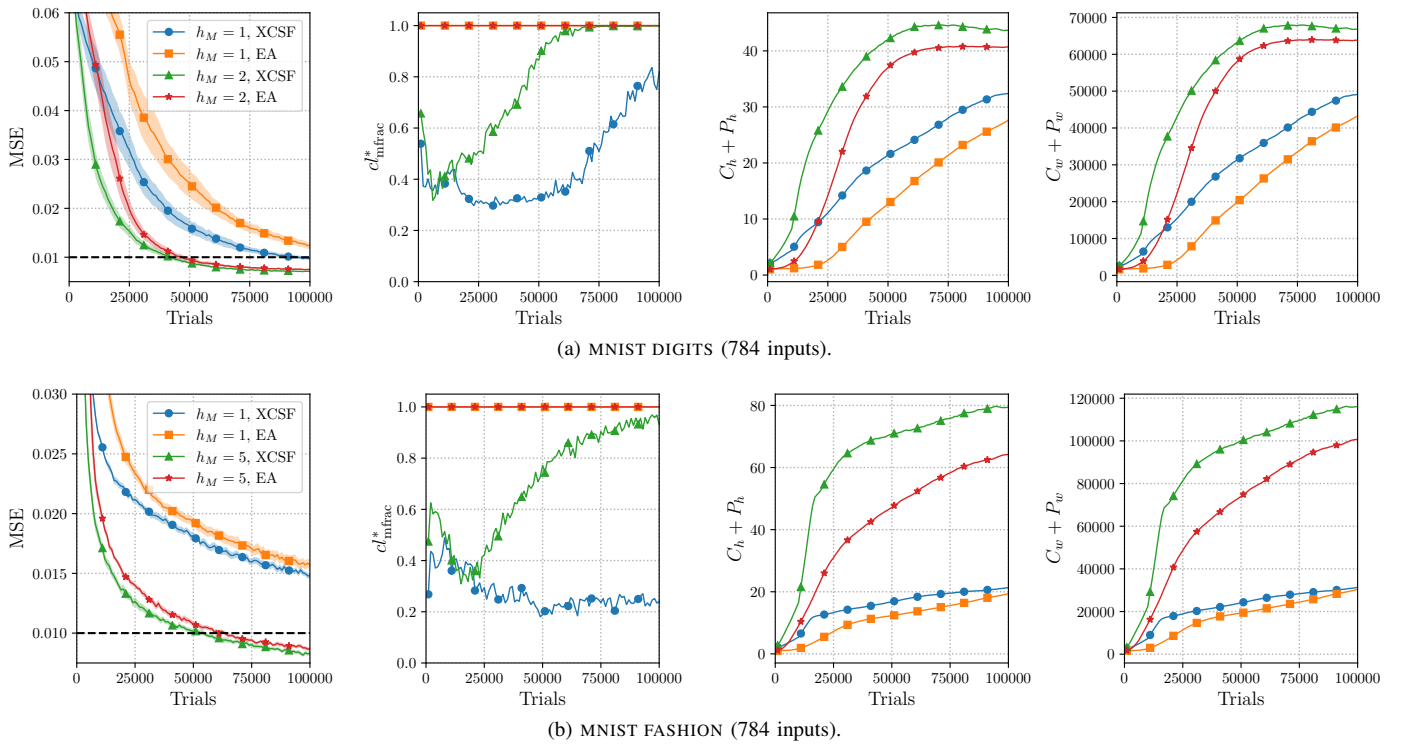 0.06
0.05
0.04
0.03
0.02
0.01
MSE
0 25000 50000 75000 100000
Trials
h_M = 1, XCSF
h_M = 1, EA
h_M = 2, XCSF
h_M = 2, EA
1.0
0.8
0.6
0.4
0.2
0.0
cl*_mfrac
0 25000 50000 75000 100000
Trials
40
30
20
10
0
C_h + P_h
0 25000 50000 75000 100000
Trials
70000
60000
50000
40000
30000
20000
10000
0
C_w + P_w
0 25000 50000 75000 100000
Trials
(a) MNIST DIGITS (784 inputs).
0.030
0.025
0.020
0.015
0.010
MSE
0 25000 50000 75000 100000
Trials
h_M = 1, XCSF
h_M = 1, EA
h_M = 5, XCSF
h_M = 5, EA
1.0
0.8
0.6
0.4
0.2
0.0
cl*_mfrac
0 25000 50000 75000 100000
Trials
80
60
40
20
0
C_h + P_h
0 25000 50000 75000 100000
Trials
120000
100000
80000
60000
40000
20000
0
C_w + P_w
0 25000 50000 75000 100000
Trials
(b) MNIST FASHION (784 inputs).